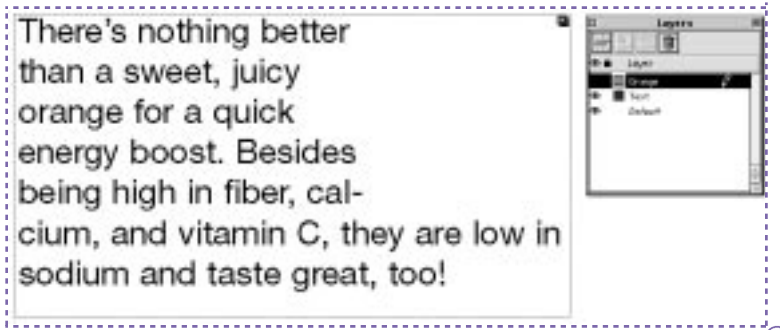 There's nothing better
than a sweet, juicy
orange for a quick
energy boost. Besides
being high in fiber, cal-
cium, and vitamin C, they are low in
sodium and taste great, too!
Layers
Layer
Orange
Text
Default